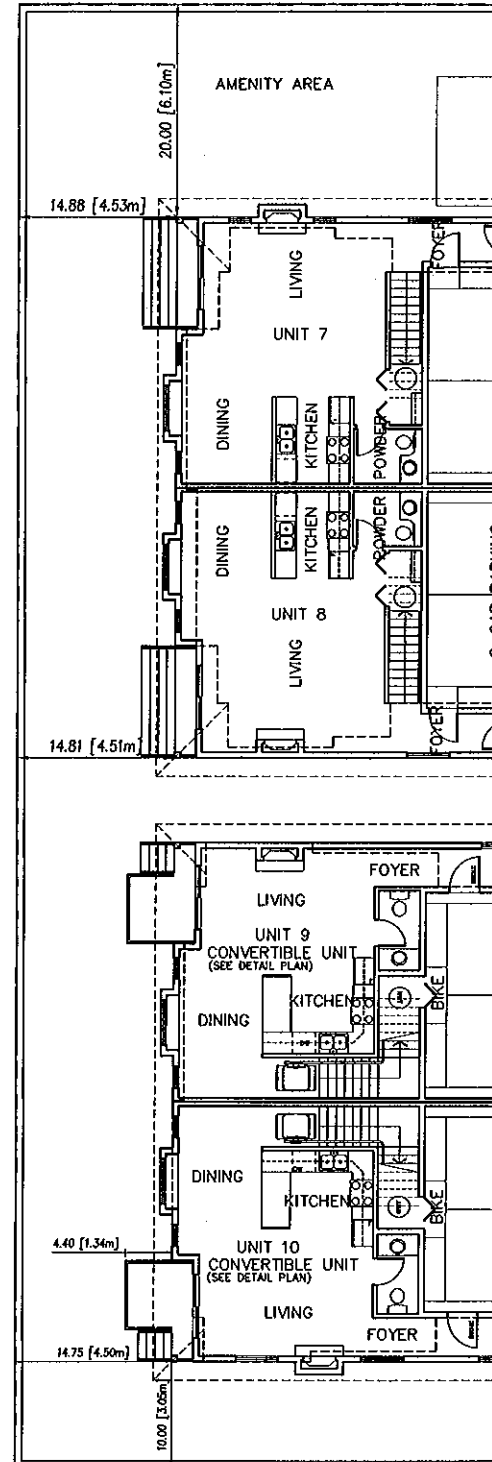 AMENITY AREA
20.00 [6.10m]
14.88 [4.53m]
FOYER
LIVING
UNIT 7
DINING
KITCHEN
POWDER
DINING
KITCHEN
POWDER
UNIT 8
LIVING
FOYER
14.81 [4.51m]
FOYER
LIVING
UNIT 9
CONVERTIBLE UNIT
(SEE DETAIL PLAN)
KITCHEN
BIKE
DINING
DINING
KITCHEN
BIKE
UNIT 10
CONVERTIBLE UNIT
(SEE DETAIL PLAN)
4.40 [1.34m]
LIVING
FOYER
14.75 [4.50m]
10.00 [3.05m]